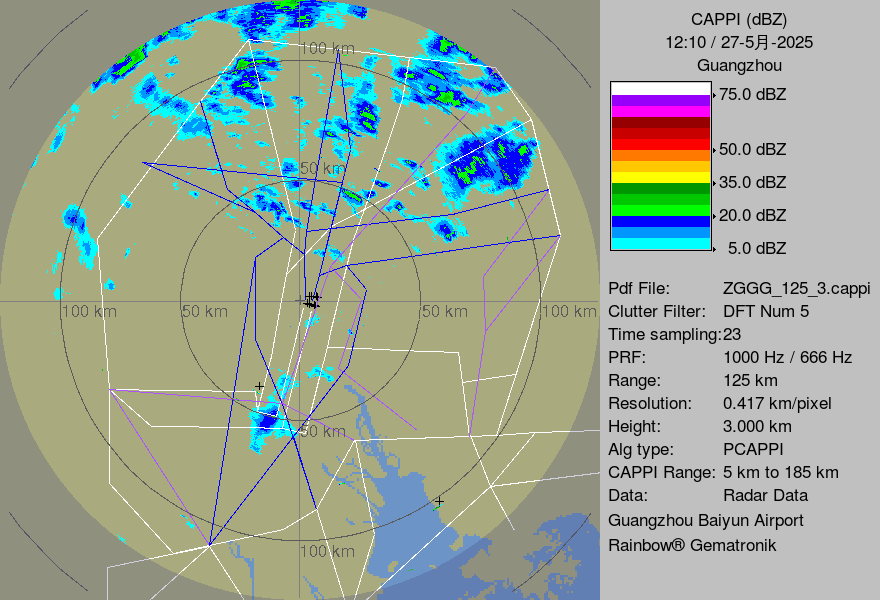 CAPPI (dBZ)
12:10 / 27-5月-2025
Guangzhou
75.0 dBZ
50.0 dBZ
35.0 dBZ
20.0 dBZ
5.0 dBZ
Pdf File: ZGGG_125_3.cappi
Clutter Filter: DFT Num 5
Time sampling:23
PRF: 1000 Hz / 666 Hz
Range: 125 km
Resolution: 0.417 km/pixel
Height: 3.000 km
Alg type: PCAPPI
CAPPI Range: 5 km to 185 km
Data: Radar Data
Guangzhou Baiyun Airport
Rainbow® Gematronik
100 km
50 km
100 km
50 km
50 km
100 km
50 km
100 km